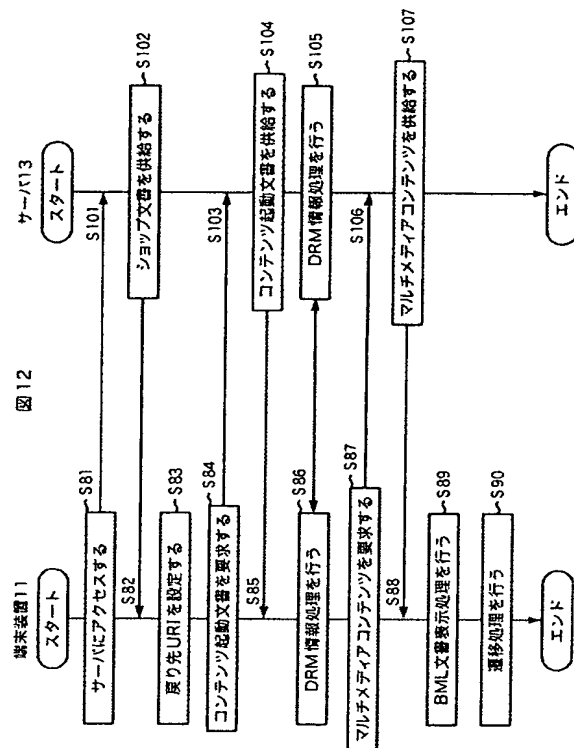 図12
端末装置11
スタート
サーバにアクセスする
S81
S82
戻り先URIを設定する
S83
コンテンツ起動文書を要求する
S84
S85
DRM情報処理を行う
S86
マルチメディアコンテンツを要求する
S87
S88
BML文書表示処理を行う
S89
遷移処理を行う
S90
エンド
サーバ13
スタート
S101
ショップ文書を供給する
S102
S103
コンテンツ起動文書を供給する
S104
DRM情報処理を行う
S105
S106
マルチメディアコンテンツを供給する
S107
エンド